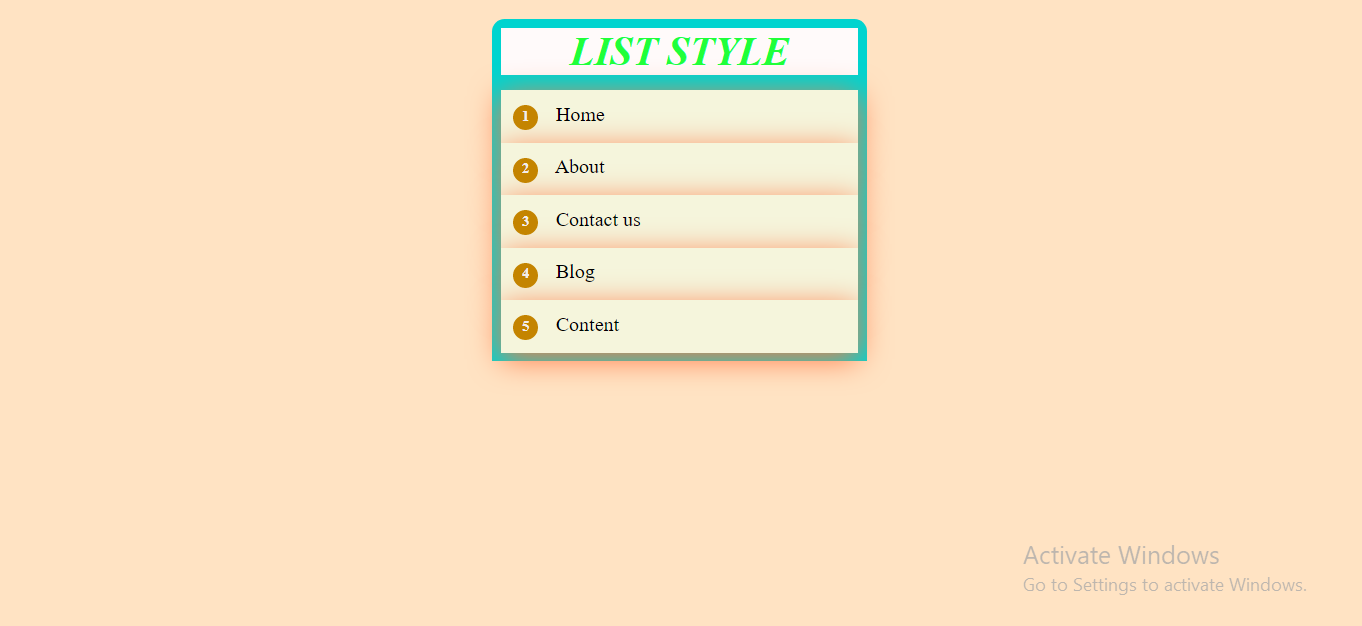 LIST STYLE
1 Home
2 About
3 Contact us
4 Blog
5 Content
Activate Windows
Go to Settings to activate Windows.